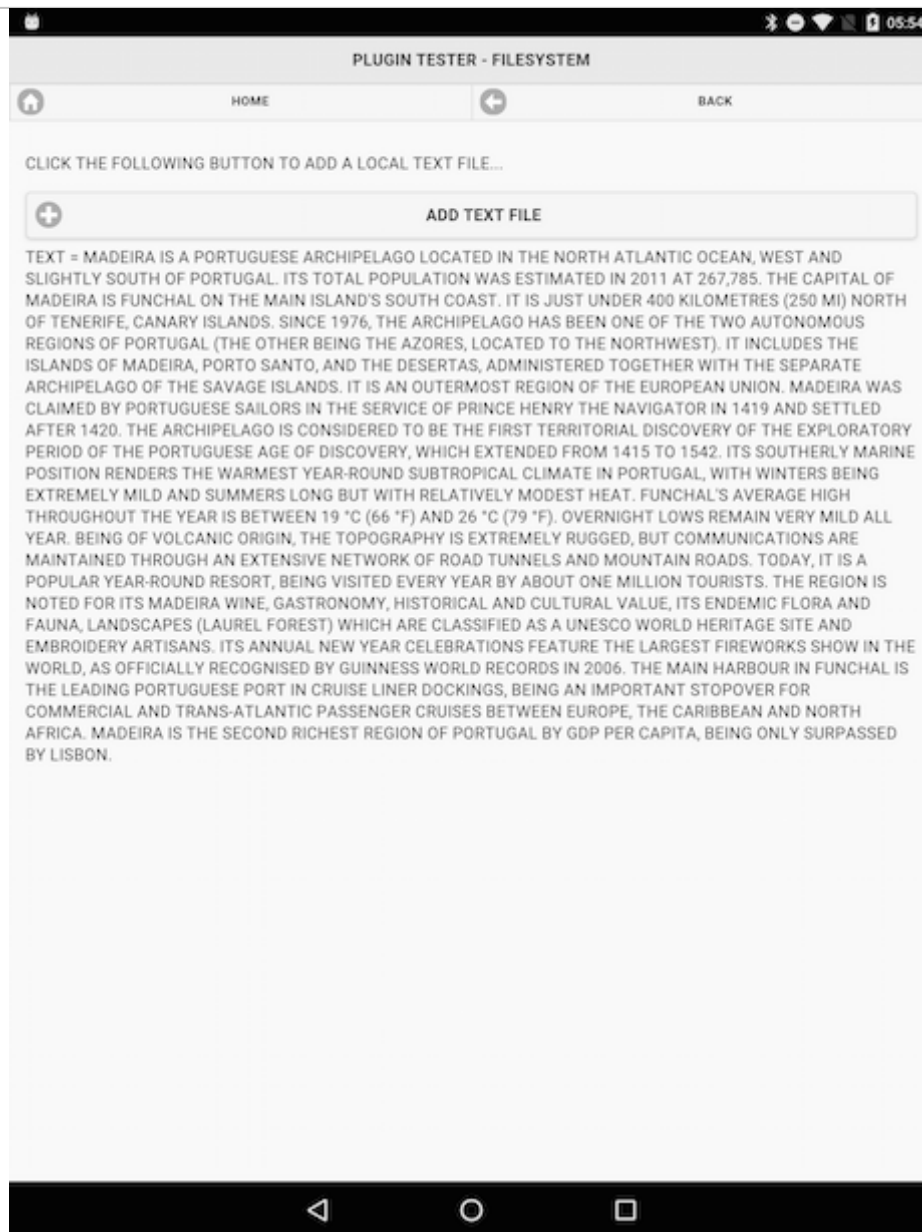 05:54
PLUGIN TESTER - FILESYSTEM
HOME
BACK
CLICK THE FOLLOWING BUTTON TO ADD A LOCAL TEXT FILE...
ADD TEXT FILE
TEXT = MADEIRA IS A PORTUGUESE ARCHIPELAGO LOCATED IN THE NORTH ATLANTIC OCEAN, WEST AND
SLIGHTLY SOUTH OF PORTUGAL. ITS TOTAL POPULATION WAS ESTIMATED IN 2011 AT 267,785. THE CAPITAL OF
MADEIRA IS FUNCHAL ON THE MAIN ISLAND'S SOUTH COAST. IT IS JUST UNDER 400 KILOMETRES (250 MI) NORTH
OF TENERIFE, CANARY ISLANDS. SINCE 1976, THE ARCHIPELAGO HAS BEEN ONE OF THE TWO AUTONOMOUS
REGIONS OF PORTUGAL (THE OTHER BEING THE AZORES, LOCATED TO THE NORTHWEST). IT INCLUDES THE
ISLANDS OF MADEIRA, PORTO SANTO, AND THE DESERTAS, ADMINISTERED TOGETHER WITH THE SEPARATE
ARCHIPELAGO OF THE SAVAGE ISLANDS. IT IS AN OUTERMOST REGION OF THE EUROPEAN UNION. MADEIRA WAS
CLAIMED BY PORTUGUESE SAILORS IN THE SERVICE OF PRINCE HENRY THE NAVIGATOR IN 1419 AND SETTLED
AFTER 1420. THE ARCHIPELAGO IS CONSIDERED TO BE THE FIRST TERRITORIAL DISCOVERY OF THE EXPLORATORY
PERIOD OF THE PORTUGUESE AGE OF DISCOVERY, WHICH EXTENDED FROM 1415 TO 1542. ITS SOUTHERLY MARINE
POSITION RENDERS THE WARMEST YEAR-ROUND SUBTROPICAL CLIMATE IN PORTUGAL, WITH WINTERS BEING
EXTREMELY MILD AND SUMMERS LONG BUT WITH RELATIVELY MODEST HEAT. FUNCHAL'S AVERAGE HIGH
THROUGHOUT THE YEAR IS BETWEEN 19 °C (66 °F) AND 26 °C (79 °F). OVERNIGHT LOWS REMAIN VERY MILD ALL
YEAR. BEING OF VOLCANIC ORIGIN, THE TOPOGRAPHY IS EXTREMELY RUGGED, BUT COMMUNICATIONS ARE
MAINTAINED THROUGH AN EXTENSIVE NETWORK OF ROAD TUNNELS AND MOUNTAIN ROADS. TODAY, IT IS A
POPULAR YEAR-ROUND RESORT, BEING VISITED EVERY YEAR BY ABOUT ONE MILLION TOURISTS. THE REGION IS
NOTED FOR ITS MADEIRA WINE, GASTRONOMY, HISTORICAL AND CULTURAL VALUE, ITS ENDEMIC FLORA AND
FAUNA, LANDSCAPES (LAUREL FOREST) WHICH ARE CLASSIFIED AS A UNESCO WORLD HERITAGE SITE AND
EMBROIDERY ARTISANS. ITS ANNUAL NEW YEAR CELEBRATIONS FEATURE THE LARGEST FIREWORKS SHOW IN THE
WORLD, AS OFFICIALLY RECOGNISED BY GUINNESS WORLD RECORDS IN 2006. THE MAIN HARBOUR IN FUNCHAL IS
THE LEADING PORTUGUESE PORT IN CRUISE LINER DOCKINGS, BEING AN IMPORTANT STOPOVER FOR
COMMERCIAL AND TRANS-ATLANTIC PASSENGER CRUISES BETWEEN EUROPE, THE CARIBBEAN AND NORTH
AFRICA. MADEIRA IS THE SECOND RICHEST REGION OF PORTUGAL BY GDP PER CAPITA, BEING ONLY SURPASSED
BY LISBON.